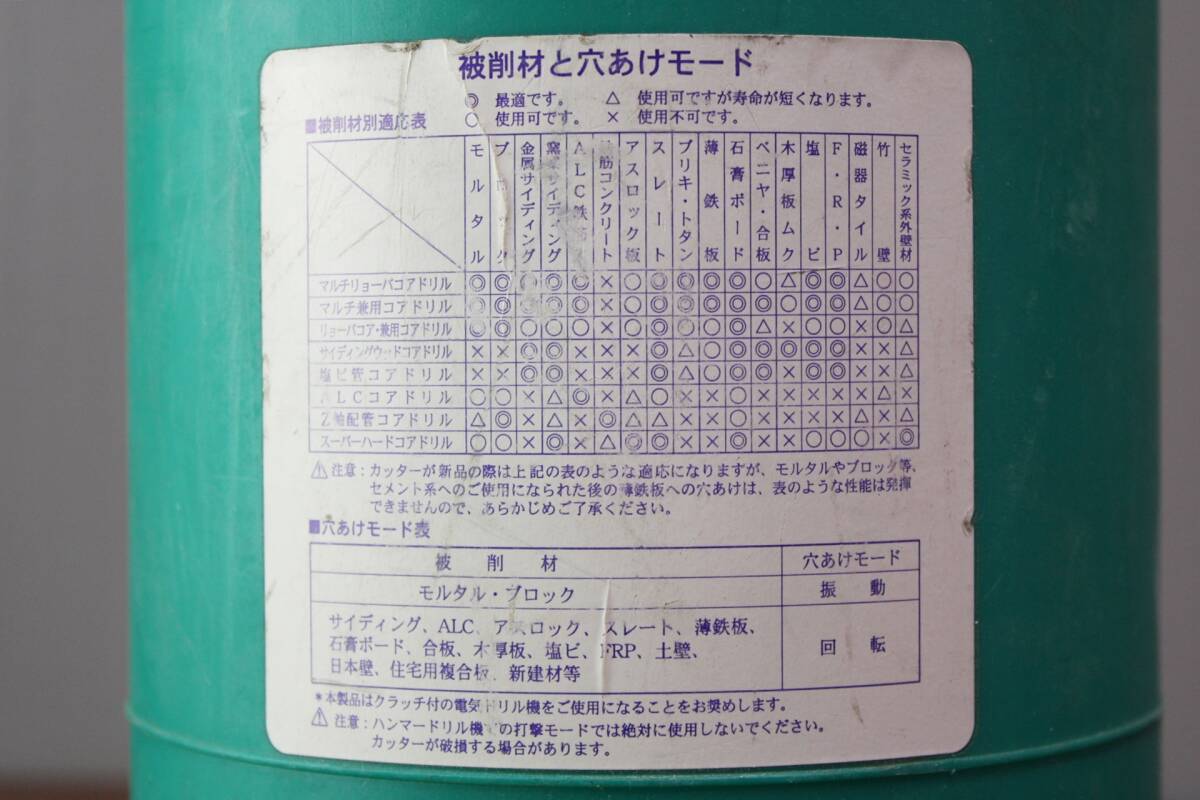 被削材と穴あけモード
◎ 最適です。 △ 使用可ですが寿命が短くなります。
■被削材別適応表 ○ 使用可です。 × 使用不可です。
モルタル 金属サイディング サイディング ALC鉄 筋コンクリート アスロック板 スレート ブリキ・トタン 薄鉄板 石膏ボード ベニヤ・合板 木厚板ムク 塩ビ F・R・P 磁器タイル 竹壁 セラミック系外壁材
マルチリョーバコアドリル ◎ ◎ ○ ◎ ◎ × ○ ◎ ◎ ◎ ◎ ○ △ ◎ ◎ △ ○ ○
マルチ兼用コアドリル ◎ ◎ ◎ ◎ ◎ × ○ ◎ ◎ ◎ ◎ ◎ ○ ◎ ◎ △ ○ ○
リョーバコア・兼用コアドリル ◎ ◎ ○ ○ ○ × ○ ◎ ○ ○ ◎ △ × ○ ○ × ○ △
サイディングウッドコアドリル × × ◎ ◎ × × × ◎ △ ○ ◎ ◎ ◎ ◎ ◎ × × △
塩ビ管コアドリル × × ◎ ◎ × × × ◎ △ ○ ◎ ◎ × ◎ ◎ × × △
ALCコアドリル ○ ○ × △ ◎ × △ ○ × × ○ × × × × × △ ×
Z軸配管コアドリル △ ◎ × △ × ◎ △ △ × × ○ × × × × △ × △
スーパーハードコアドリル ○ ○ × ◎ × △ ◎ ◎ × × ◎ × × ○ ○ ○ × ◎
⚠注意：カッターが新品の際は上記の表のような適応になりますが、モルタルやブロック等、
セメント系へのご使用になられた後の薄鉄板への穴あけは、表のような性能は発揮
できませんので、あらかじめご了承ください。
■穴あけモード表
被削材 穴あけモード
モルタル・ブロック 振動
サイディング、ALC、アスロック、スレート、薄鉄板、
石膏ボード、合板、木厚板、塩ビ、FRP、土壁、 回転
日本壁、住宅用複合板、新建材等
＊本製品はクラッチ付の電気ドリル機をご使用になることをお奨めします。
⚠注意：ハンマードリル機での打撃モードでは絶対に使用しないでください。
カッターが破損する場合があります。